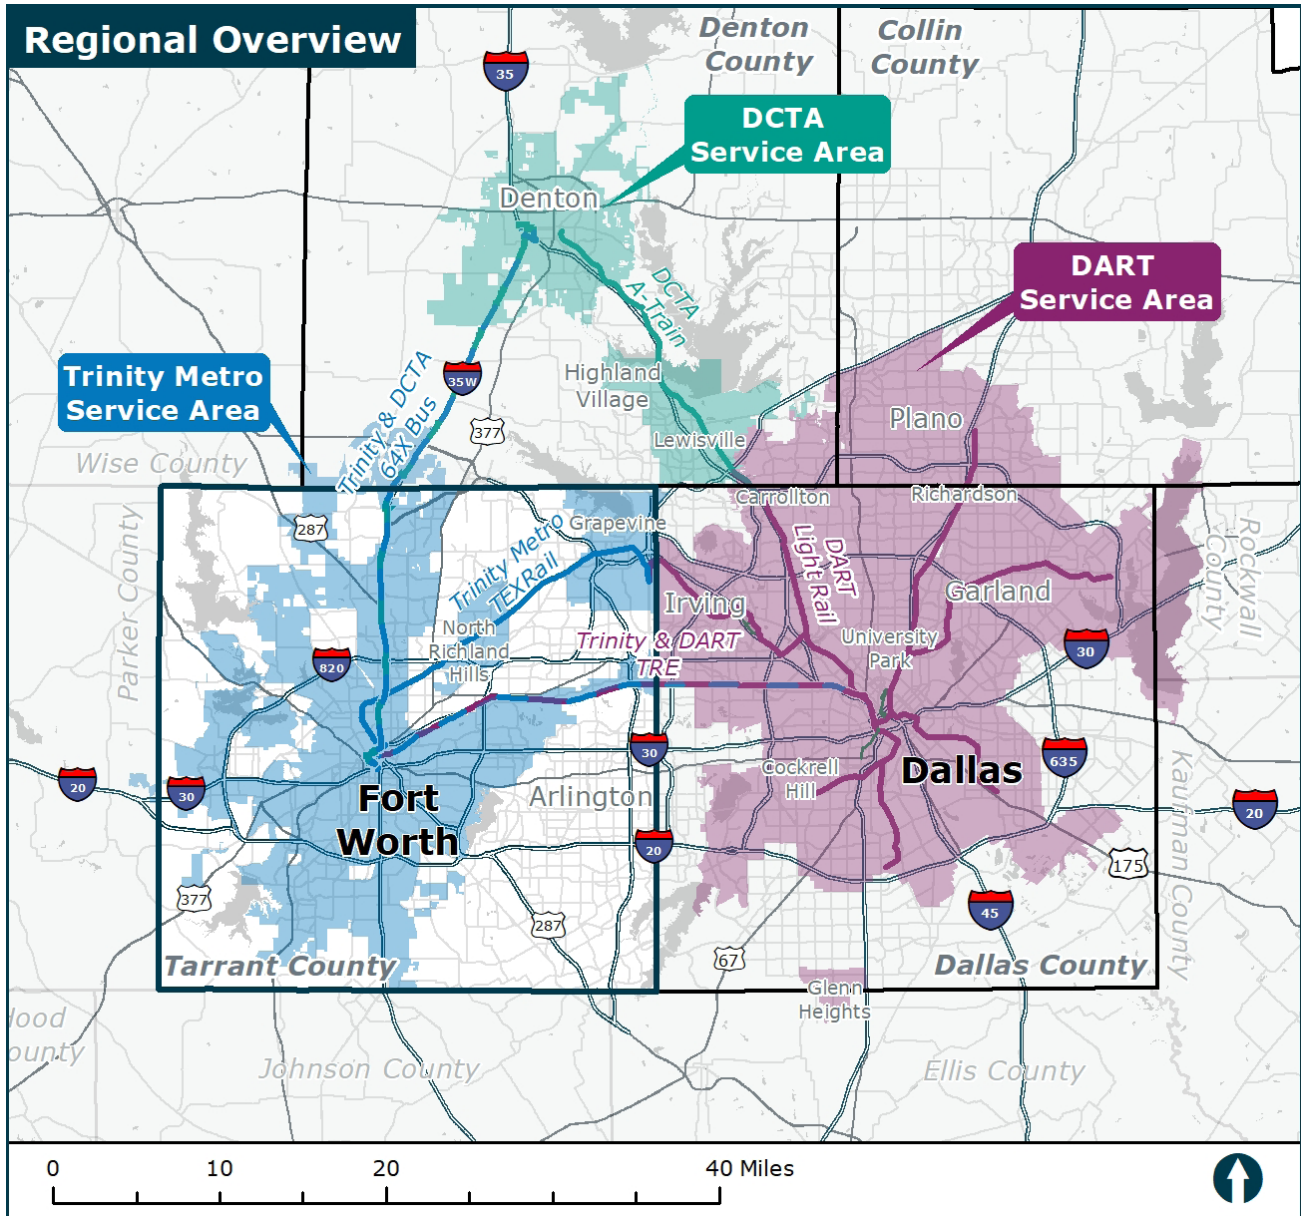 Regional Overview
Denton
County
Collin
County
35
DCTA
Service Area
Denton
DART
Service Area
DCTA
A-Train
Trinity Metro
Service Area
35W
Trinity & DCTA
64X Bus
377
Highland
Village
Plano
Lewisville
Wise County
Carrollton
Richardson
287
Grapevine
Trinity Metro
TEXRail
DART
Light Rail
Parker County
Rockwall
County
Irving
Garland
North
Richland
Hills
Trinity & DART
TRE
University
Park
820
30
30
20
30
Cockrell
Hill
Dallas
635
Fort
Worth
Arlington
20
20
175
377
287
45
67
Kaufman County
Tarrant County
Dallas County
Glenn
Heights
Hood
County
Johnson County
Ellis County
0
10
20
40 Miles